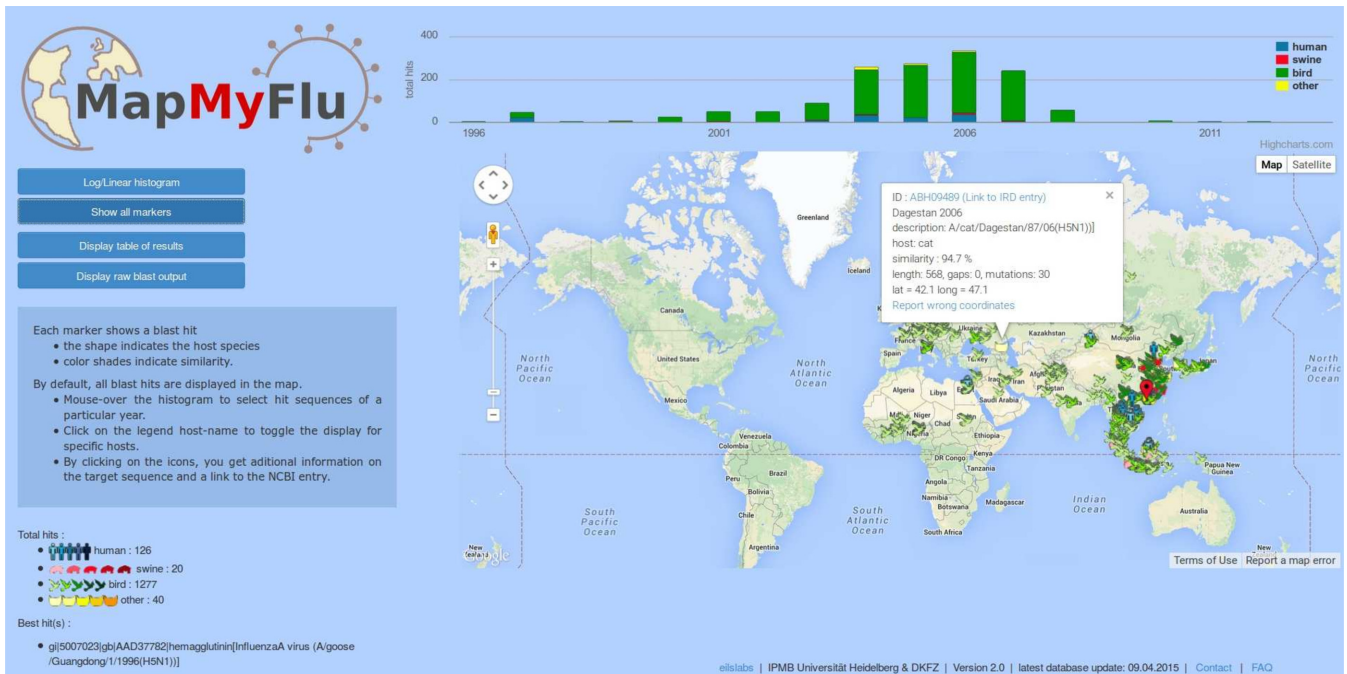 MapMyFlu
Log/Linear histogram
Show all markers
Display table of results
Display raw blast output
Each marker shows a blast hit
• the shape indicates the host species
• color shades indicate similarity.
By default, all blast hits are displayed in the map.
• Mouse-over the histogram to select hit sequences of a
particular year.
• Click on the legend host-name to toggle the display for
specific hosts.
• By clicking on the icons, you get aditional information on
the target sequence and a link to the NCBI entry.
Total hits :
• human : 126
• swine : 20
• bird : 1277
• other : 40
Best hit(s) :
• gi|5007023|gb|AAD37782|hemagglutinin[InfluenzaA virus (A/goose
/Guangdong/1/1996(H5N1))]
total hits
400
200
0
1996
2001
2006
2011
human
swine
bird
other
Highcharts.com
Map
Satellite
ID : ABH09489 (Link to IRD entry)
Dagestan 2006
description: A/cat/Dagestan/87/06(H5N1))]
host: cat
similarity : 94.7 %
length: 568, gaps: 0, mutations: 30
lat = 42.1 long = 47.1
Report wrong coordinates
Greenland
Iceland
Canada
United States
Mexico
North
Pacific
Ocean
North
Atlantic
Ocean
Venezuela
Colombia
Peru
Brazil
Bolivia
Chile
Argentina
South
Pacific
Ocean
South
Atlantic
Ocean
France
Spain
Ukraine
Turkey
Kazakhstan
Mongolia
Iraq
Iran
Algeria
Libya
Saudi Arabia
Niger
Chad
Ethiopia
DR Congo
Kenya
Tanzania
Angola
Namibia
Botswana
Madagascar
South Africa
Indian
Ocean
Papua New
Guinea
Australia
North
Pacific
Ocean
New
Zealand
Google
New
Terms of Use
Report a map error
eilslabs | IPMB Universität Heidelberg & DKFZ | Version 2.0 | latest database update: 09.04.2015 | Contact | FAQ